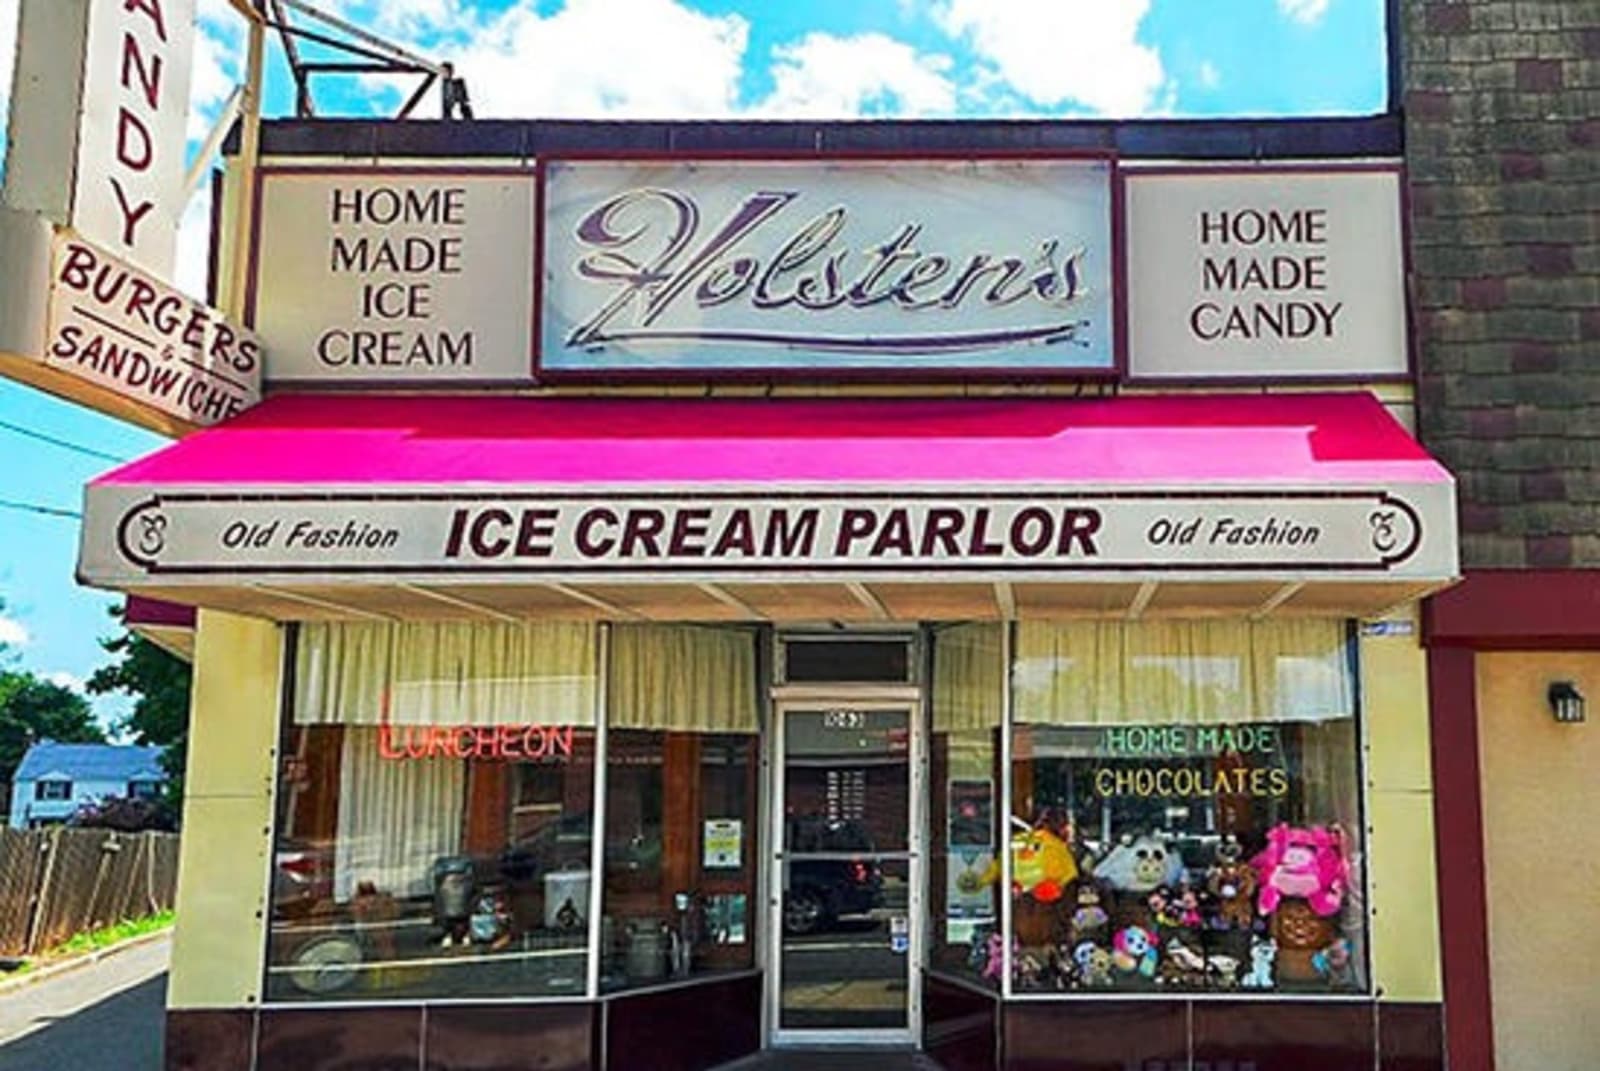 ANDY
BURGERS
&
SANDWICHE
HOME
MADE
ICE
CREAM
Holsten's
HOME
MADE
CANDY
Old Fashion ICE CREAM PARLOR Old Fashion
LUNCHEON
1063
HOME MADE
CHOCOLATES